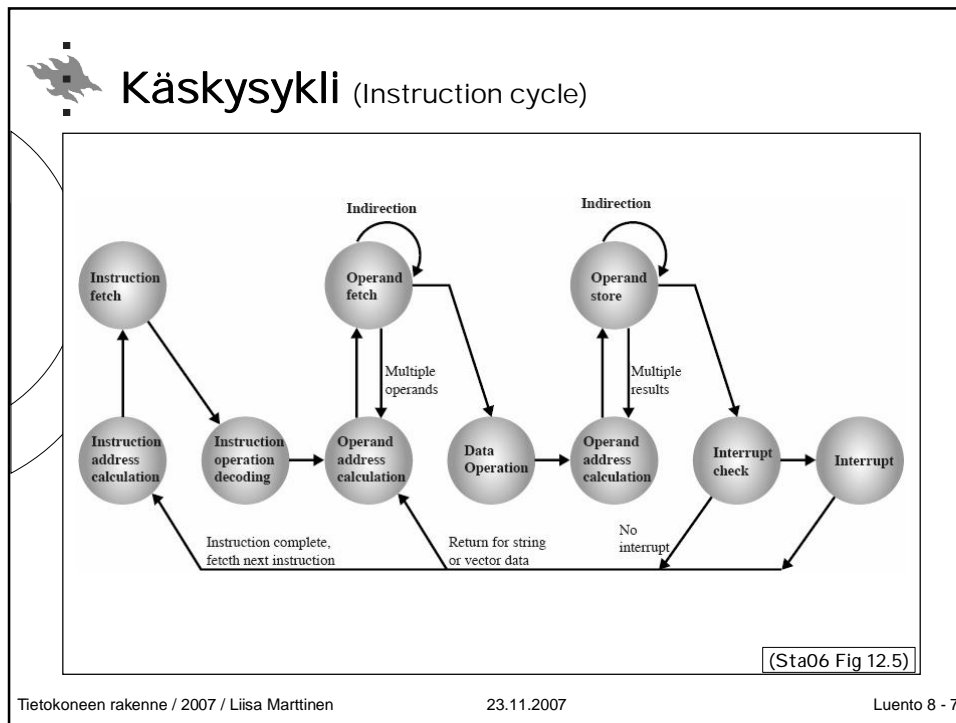 Käskysykli (Instruction cycle)
Indirection
Indirection
Instruction
fetch
Operand
fetch
Operand
store
Multiple
operands
Multiple
results
Instruction
address
calculation
Instruction
operation
decoding
Operand
address
calculation
Data
Operation
Operand
address
calculation
Interrupt
check
Interrupt
Instruction complete,
fetcth next instruction
Return for string
or vector data
No
interrupt
(Sta06 Fig 12.5)
Tietokoneen rakenne / 2007 / Liisa Marttinen 23.11.2007 Luento 8 - 7